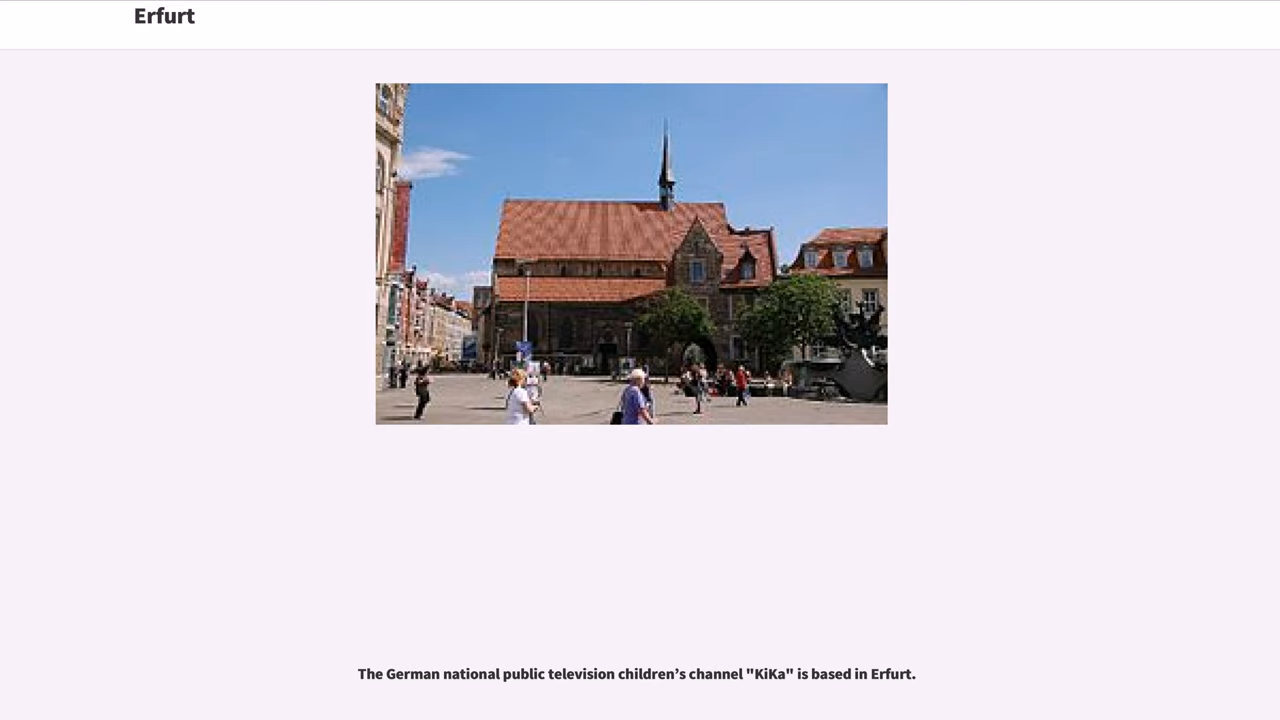 Erfurt
The German national public television children’s channel "KiKa" is based in Erfurt.